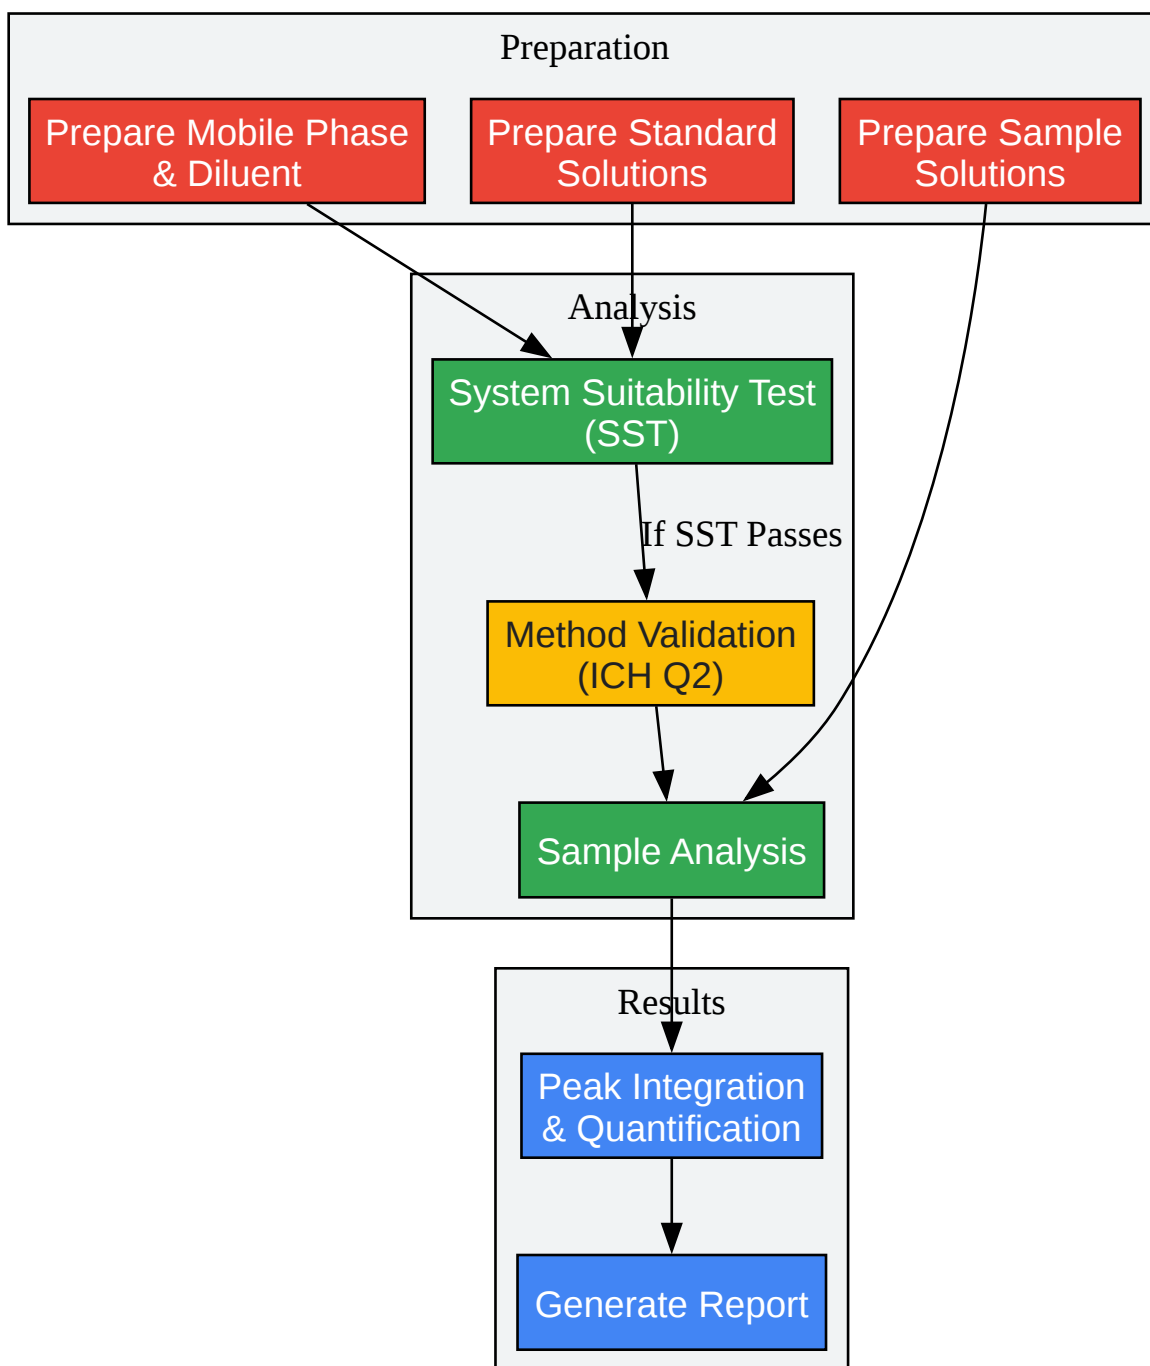 Preparation
Prepare Mobile Phase
& Diluent
Prepare Standard
Solutions
Prepare Sample
Solutions
Analysis
System Suitability Test
(SST)
If SST Passes
Method Validation
(ICH Q2)
Sample Analysis
Results
Peak Integration
& Quantification
Generate Report